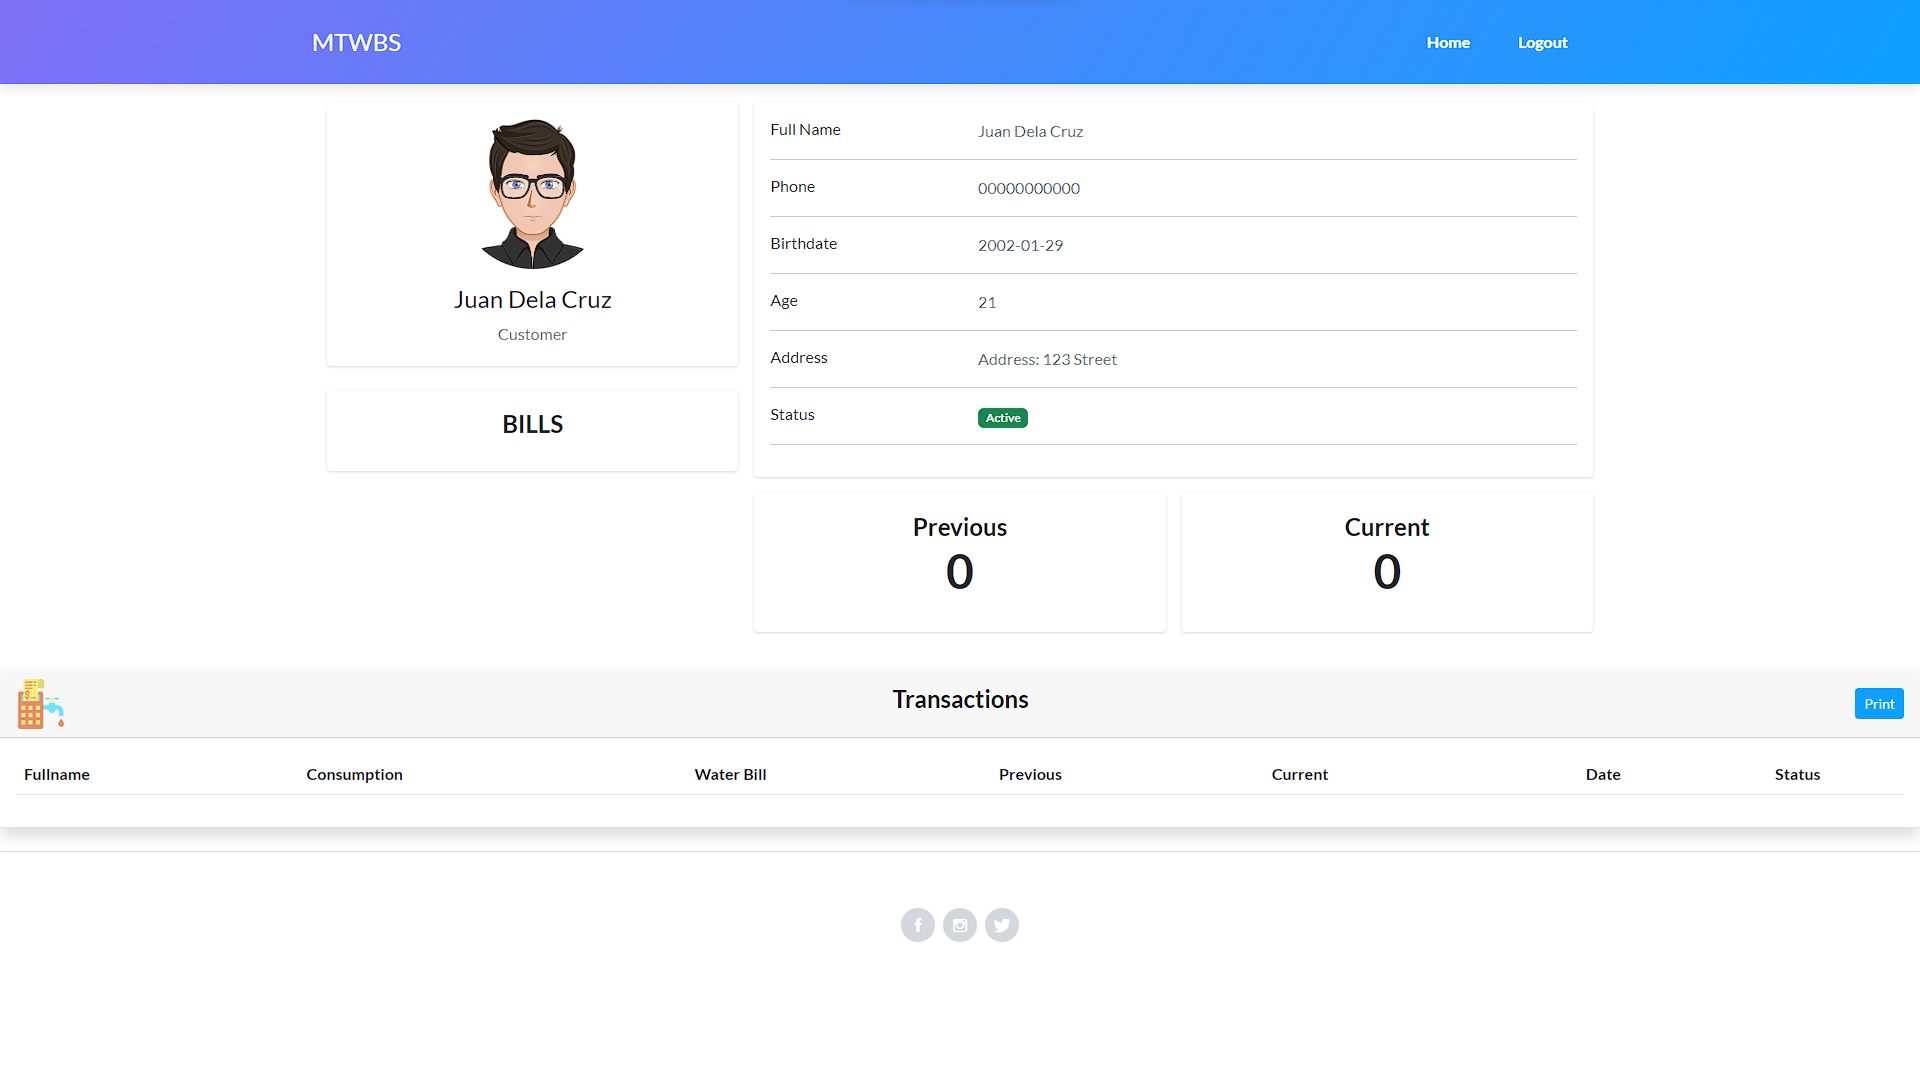 MTWBS
Home Logout
Juan Dela Cruz
Customer
BILLS
Full Name Juan Dela Cruz
Phone 00000000000
Birthdate 2002-01-29
Age 21
Address Address: 123 Street
Status Active
Previous
0
Current
0
Transactions
Print
Fullname Consumption Water Bill Previous Current Date Status